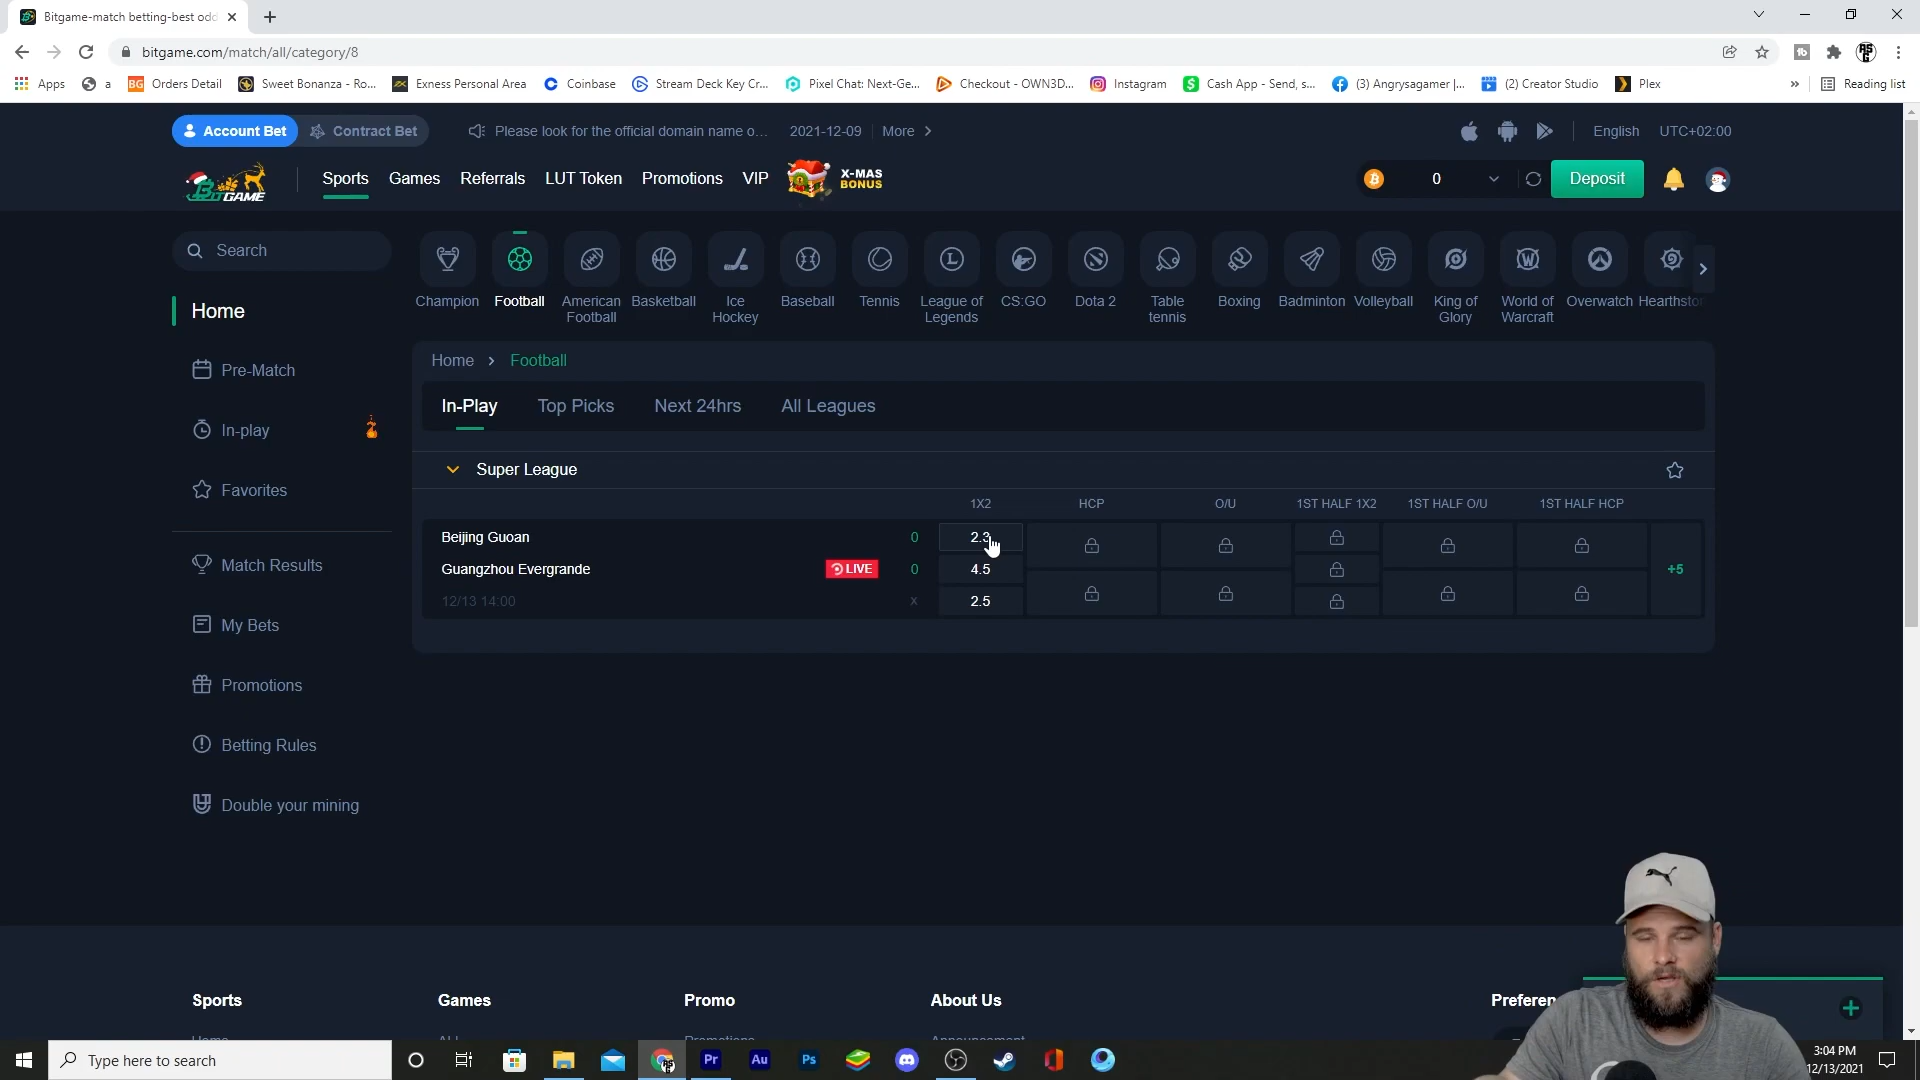 Bitgame-match betting-best odd
bitgame.com/match/all/category/8
Apps a Orders Detail Sweet Bonanza - Ro... Exness Personal Area Coinbase Stream Deck Key Cr... Pixel Chat: Next-Ge... Checkout - OWN3D... Instagram Cash App - Send, s... (3) Angrysagamer |... (2) Creator Studio Plex » Reading list
Account Bet Contract Bet Please look for the official domain name o... 2021-12-09 More English UTC+02:00
BITGAME Sports Games Referrals LUT Token Promotions VIP X-MAS BONUS 0 Deposit
Search
Champion Football American Football Basketball Ice Hockey Baseball Tennis League of Legends CS:GO Dota 2 Table tennis Boxing Badminton Volleyball King of Glory World of Warcraft Overwatch Hearthstor
Home
Pre-Match
In-play
Favorites
Match Results
My Bets
Promotions
Betting Rules
Double your mining
Home > Football
In-Play Top Picks Next 24hrs All Leagues
Super League
1X2 HCP O/U 1ST HALF 1X2 1ST HALF O/U 1ST HALF HCP
Beijing Guoan 0 2.3
Guangzhou Evergrande LIVE 0 4.5 +5
12/13 14:00 x 2.5
Sports Games Promo About Us Preferen
Type here to search
Pr Au Ps
3:04 PM
12/13/2021